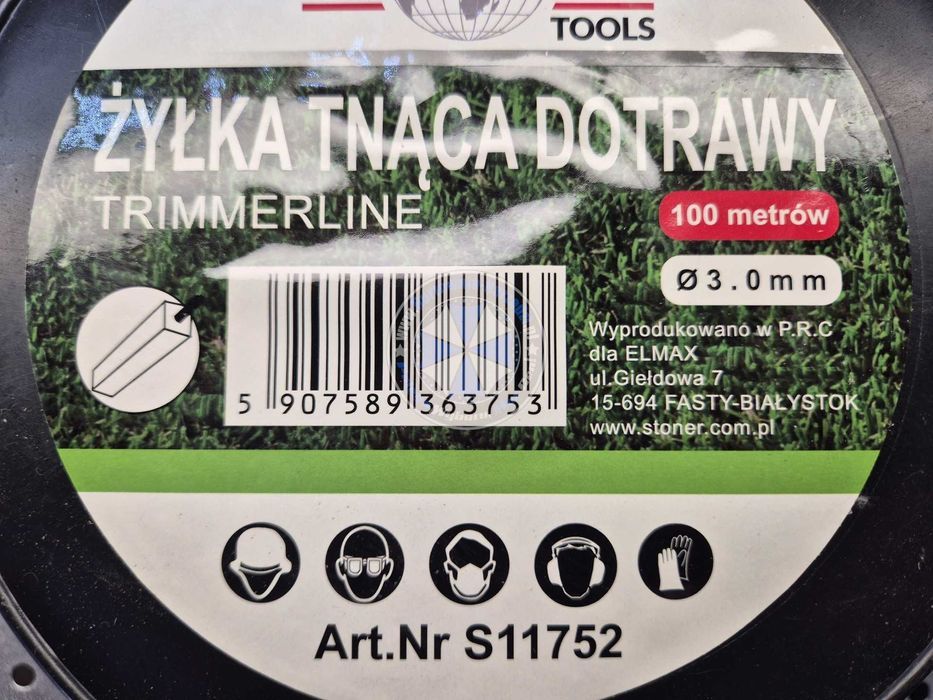 TOOLS
ŻYŁKA TNĄCA DOTRAWY
TRIMMERLINE
100 metrów
Ø 3.0mm
5 907589 363753
Wyprodukowano w P.R.C
dla ELMAX
ul.Giełdowa 7
15-694 FASTY-BIAŁYSTOK
www.stoner.com.pl
Art.Nr S11752